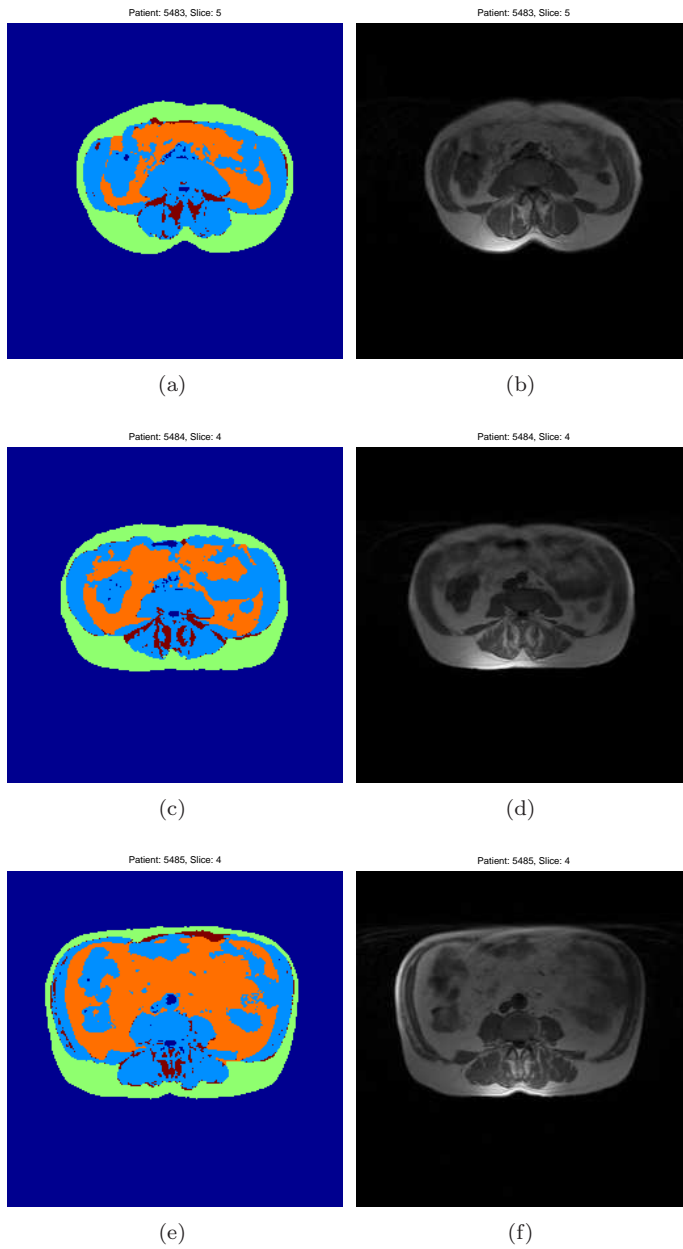 Patient: 5483, Slice: 5
Patient: 5483, Slice: 5
(a)
(b)
Patient: 5484, Slice: 4
Patient: 5484, Slice: 4
(c)
(d)
Patient: 5485, Slice: 4
Patient: 5485, Slice: 4
(e)
(f)